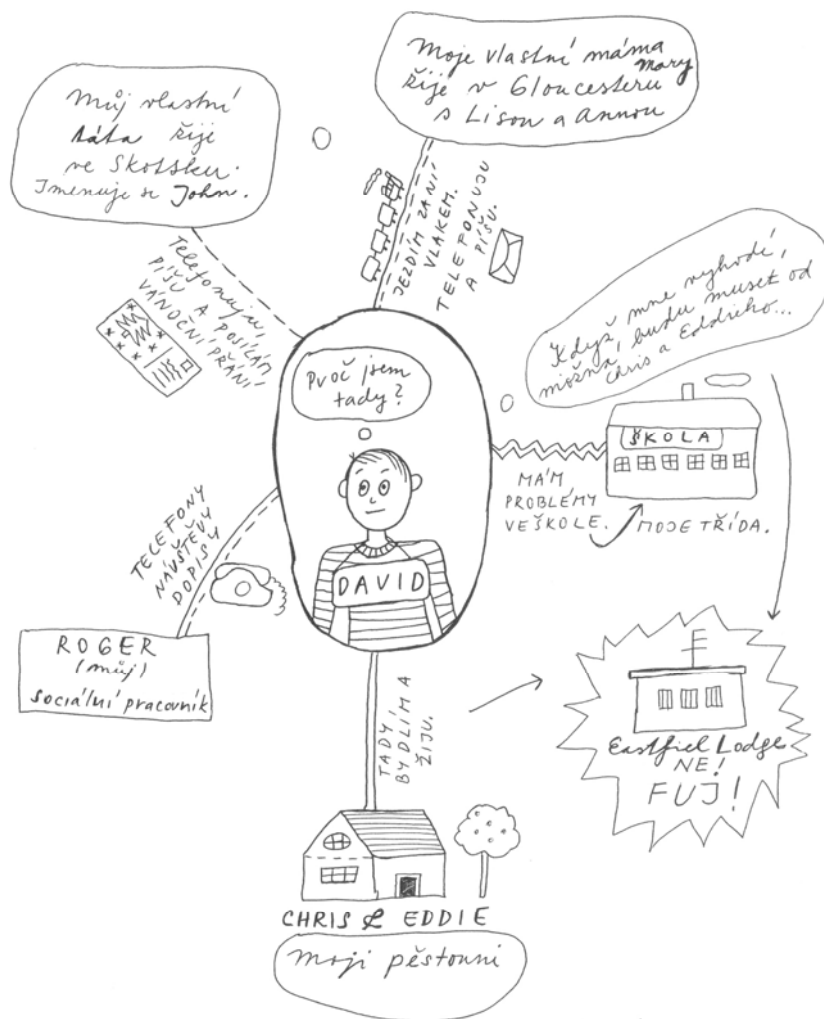 Můj vlastní
táta žije
ve Skotsku.
Jmenuje se John.
Moje vlastní máma
Mary
žije v Gloucesteru
s Lisou a Annou
TELEFONUJU,
PÍŠU A POSÍLÁM
VÁNOČNÍ PŘÁNÍ
JEZDÍM ZA NÍ
VLAKEM.
TELEFONUJU
A PÍŠU.
Když mne vyhodí,
možná, budu muset od
Chris a Eddieho...
Proč jsem
tady?
DAVID
ŠKOLA
MÁM
PROBLÉMY
VE ŠKOLE.
MOJE TŘÍDA.
TELEFONY
NÁVŠTĚVY
DOPISY
ROGER
(můj)
sociální pracovník
TADY
BYDLÍM A
ŽIJU.
Eastfiel Lodge
NE!
FUJ!
CHRIS & EDDIE
moji pěstouni